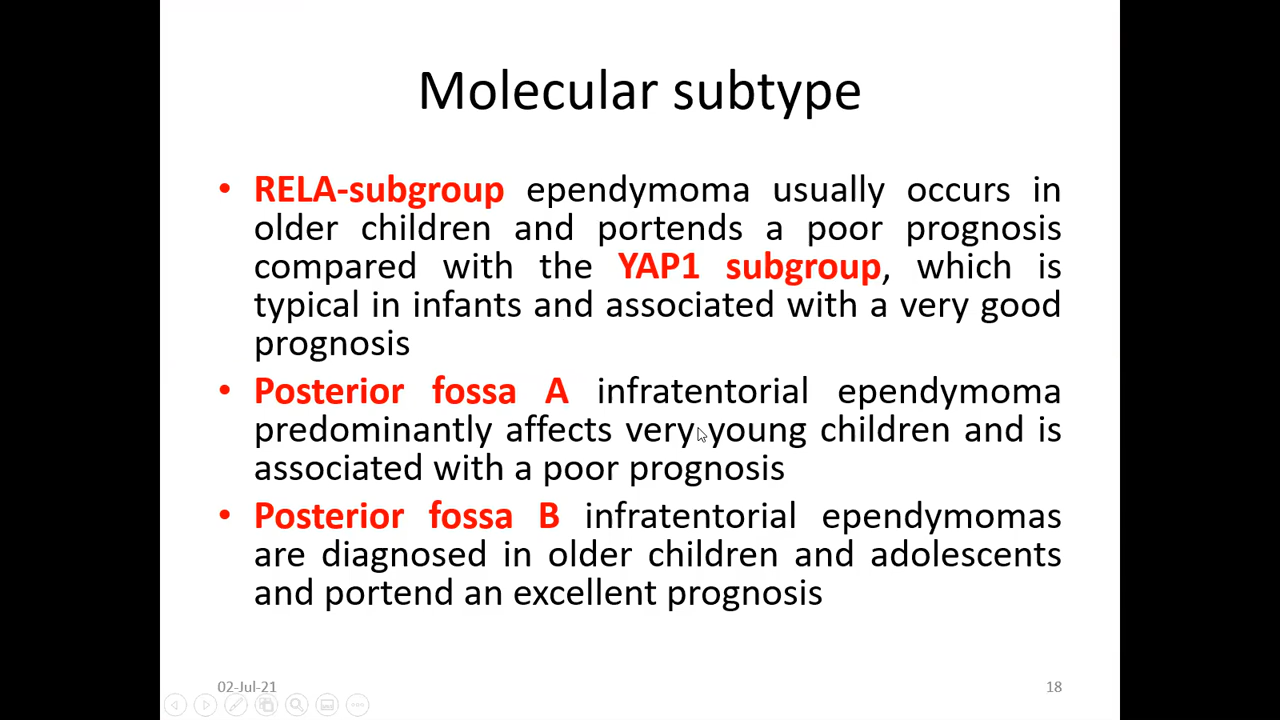 Molecular subtype
• RELA-subgroup ependymoma usually occurs in
older children and portends a poor prognosis
compared with the YAP1 subgroup, which is
typical in infants and associated with a very good
prognosis
• Posterior fossa A infratentorial ependymoma
predominantly affects very young children and is
associated with a poor prognosis
• Posterior fossa B infratentorial ependymomas
are diagnosed in older children and adolescents
and portend an excellent prognosis
02-Jul-21
18